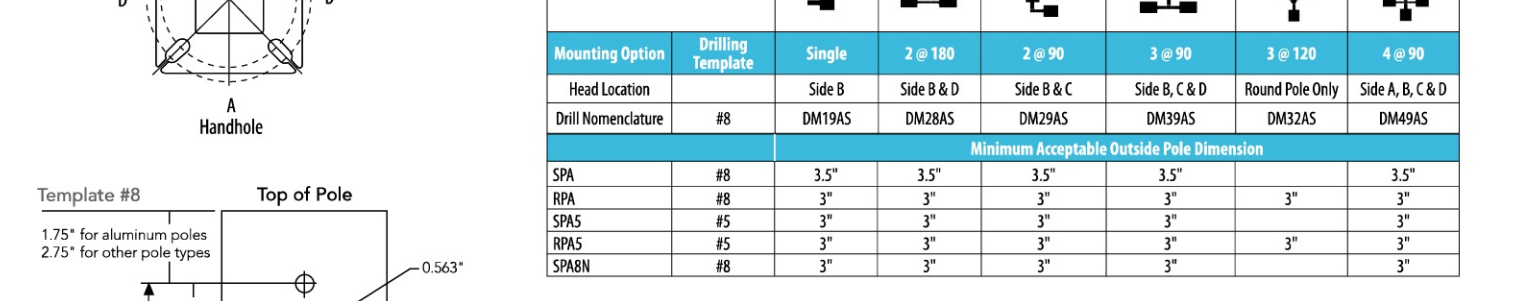 D
B
A
Handhole
Template #8
Top of Pole
1.75" for aluminum poles
2.75" for other pole types
0.563"
Mounting Option Drilling Template Single 2 @ 180 2 @ 90 3 @ 90 3 @ 120 4 @ 90
Head Location Side B Side B & D Side B & C Side B, C & D Round Pole Only Side A, B, C & D
Drill Nomenclature #8 DM19AS DM28AS DM29AS DM39AS DM32AS DM49AS
Minimum Acceptable Outside Pole Dimension
SPA #8 3.5" 3.5" 3.5" 3.5" 3.5"
RPA #8 3" 3" 3" 3" 3" 3"
SPA5 #5 3" 3" 3" 3" 3"
RPA5 #5 3" 3" 3" 3" 3" 3"
SPA8N #8 3" 3" 3" 3" 3"